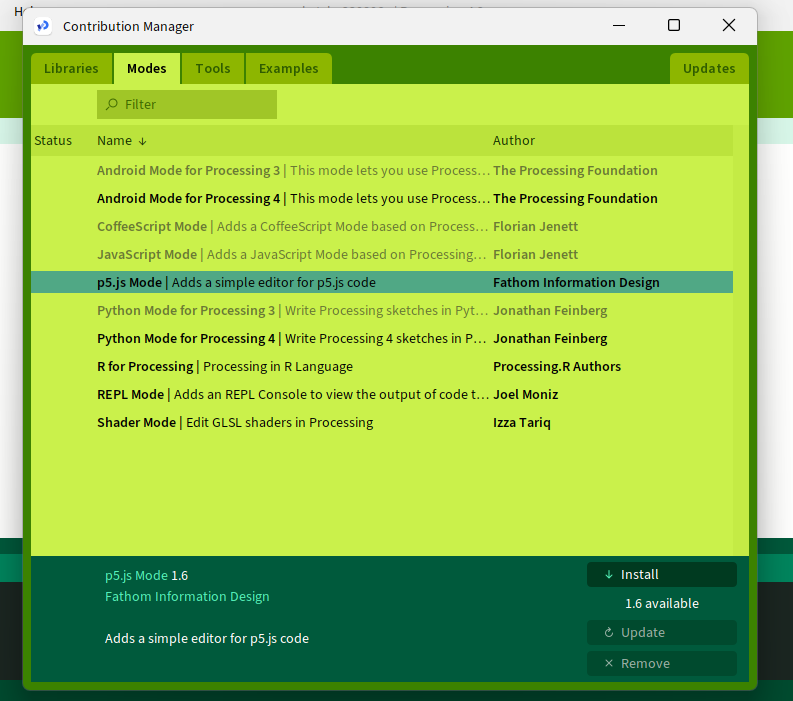 Contribution Manager
Libraries Modes Tools Examples Updates
Filter
Status Name ↓ Author
Android Mode for Processing 3 | This mode lets you use Process… The Processing Foundation
Android Mode for Processing 4 | This mode lets you use Process… The Processing Foundation
CoffeeScript Mode | Adds a CoffeeScript Mode based on Process… Florian Jenett
JavaScript Mode | Adds a JavaScript Mode based on Processing… Florian Jenett
p5.js Mode | Adds a simple editor for p5.js code Fathom Information Design
Python Mode for Processing 3 | Write Processing sketches in Pyt… Jonathan Feinberg
Python Mode for Processing 4 | Write Processing 4 sketches in P… Jonathan Feinberg
R for Processing | Processing in R Language Processing.R Authors
REPL Mode | Adds an REPL Console to view the output of code t… Joel Moniz
Shader Mode | Edit GLSL shaders in Processing Izza Tariq
p5.js Mode 1.6
Fathom Information Design
Adds a simple editor for p5.js code
↓ Install
1.6 available
Update
× Remove